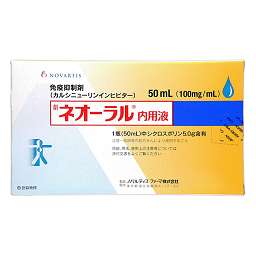 NOVARTIS
免疫抑制剤
(カルシニューリンインヒビター)
50mL (100mg/mL)
ネオーラル® 内用液
1瓶(50mL)中シクロスポリン5.0g含有
ノバルティス ファーマ株式会社